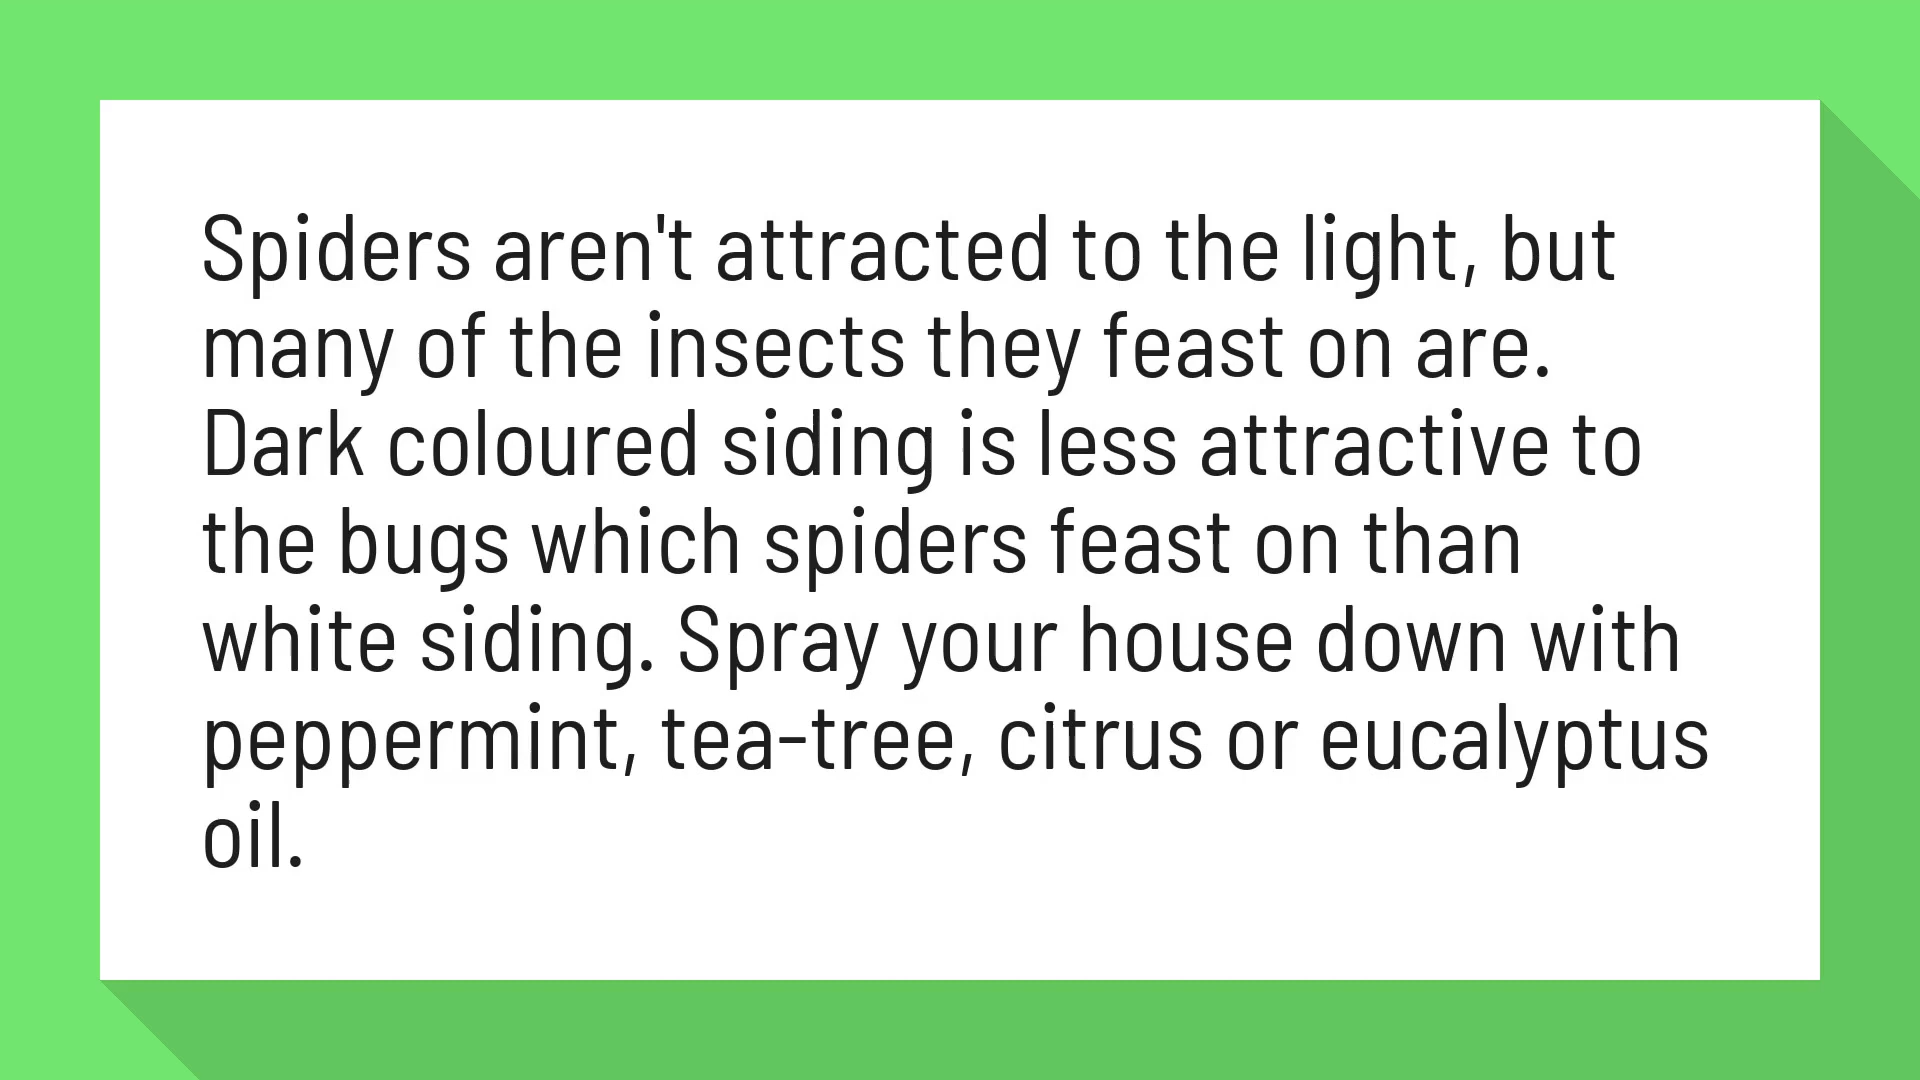 Spiders aren't attracted to the light, but
many of the insects they feast on are.
Dark coloured siding is less attractive to
the bugs which spiders feast on than
white siding. Spray your house down with
peppermint, tea-tree, citrus or eucalyptus
oil.